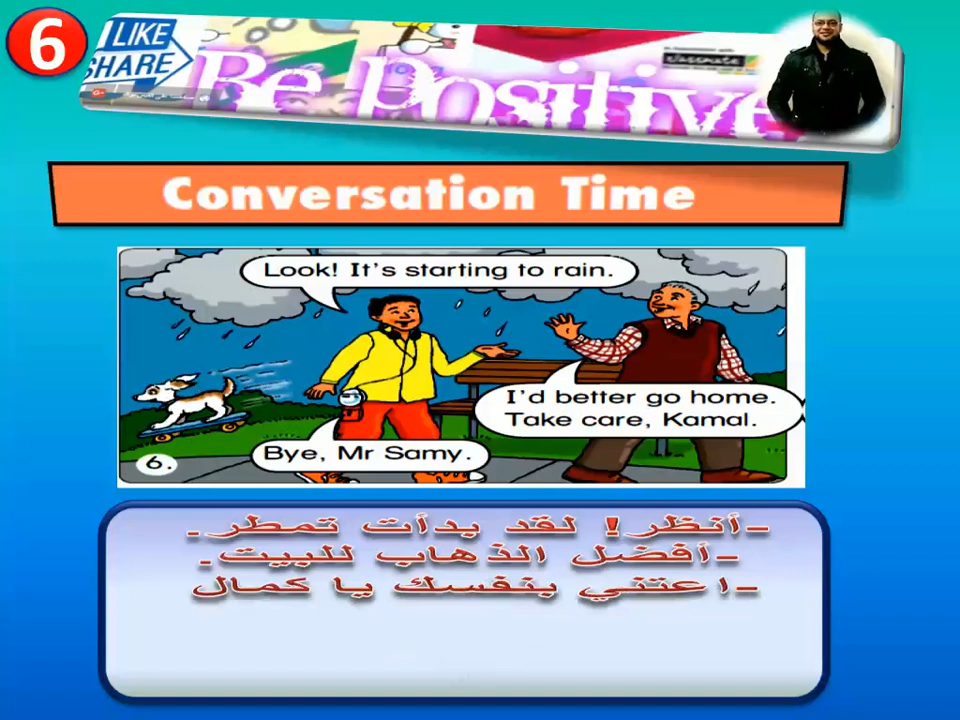 6
LIKE
SHARE
Be Positive
Conversation Time
Look! It's starting to rain.
I'd better go home.
Take care, Kamal.
Bye, Mr Samy.
6.
-أنظر! لقد بدأت تمطر.
-أفضل الذهاب للبيت.
-اعتني بنفسك يا كمال